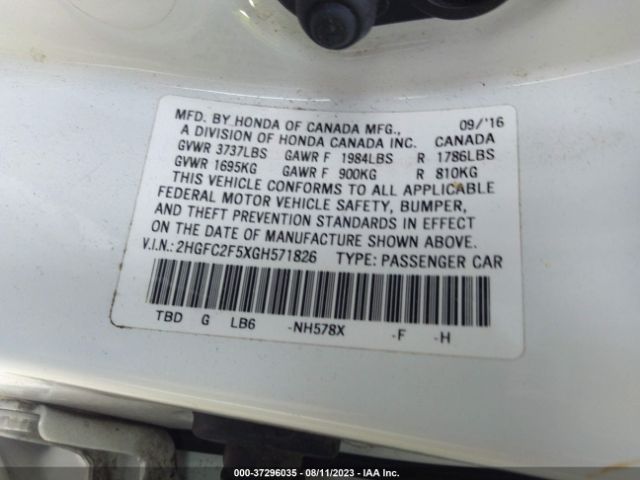 MFD. BY HONDA OF CANADA MFG., 09/'16
A DIVISION OF HONDA CANADA INC. CANADA
GVWR 3737LBS GAWR F 1984LBS R 1786LBS
GVWR 1695KG GAWR F 900KG R 810KG
THIS VEHICLE CONFORMS TO ALL APPLICABLE
FEDERAL MOTOR VEHICLE SAFETY, BUMPER,
AND THEFT PREVENTION STANDARDS IN EFFECT
ON THE DATE OF MANUFACTURE SHOWN ABOVE.
V.I.N.: 2HGFC2F5XGH571826 TYPE: PASSENGER CAR
TBD G LB6 -NH578X -F -H
000-37296035 - 08/11/2023 - IAA Inc.